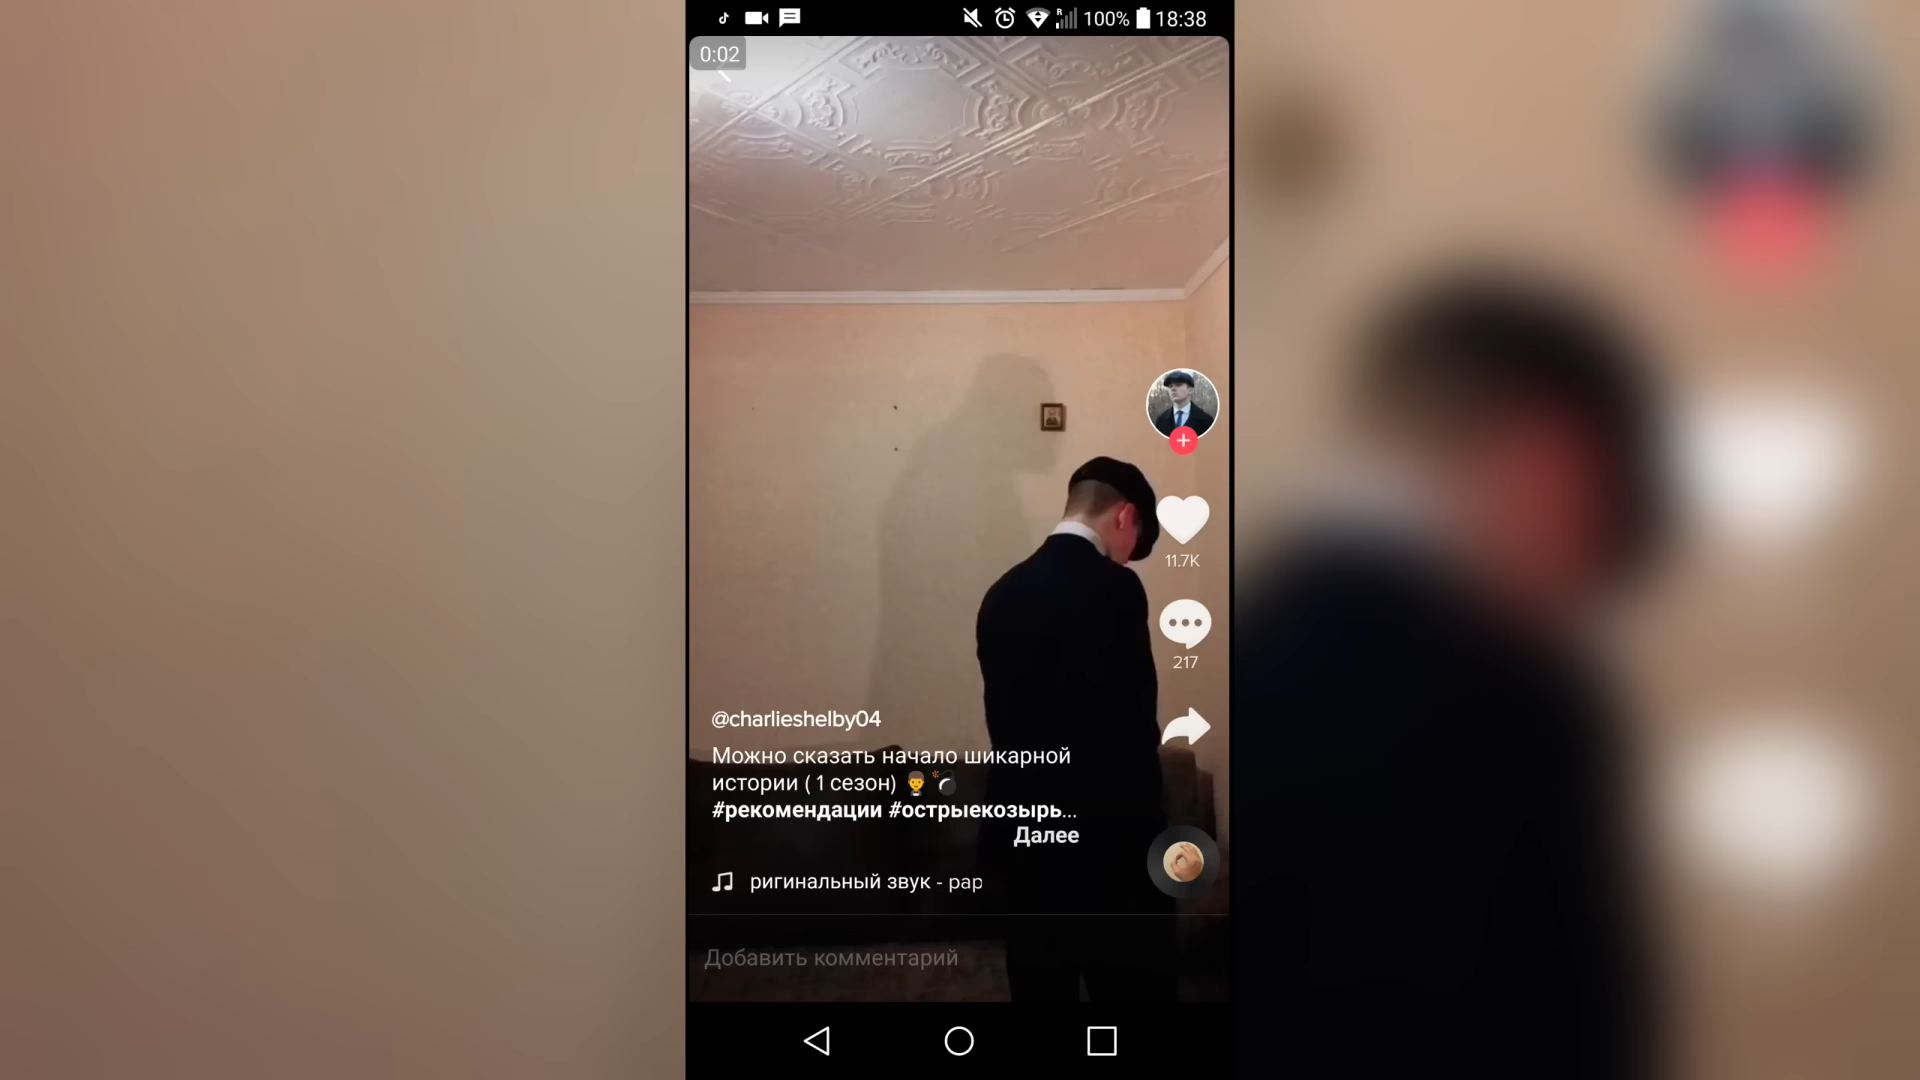 100% 18:38
0:02
11.7K
217
@charlieshelby04
Можно сказать начало шикарной
истории ( 1 сезон)
#рекомендации #острыекозырь...
Далее
ригинальный звук - pap
Добавить комментарий